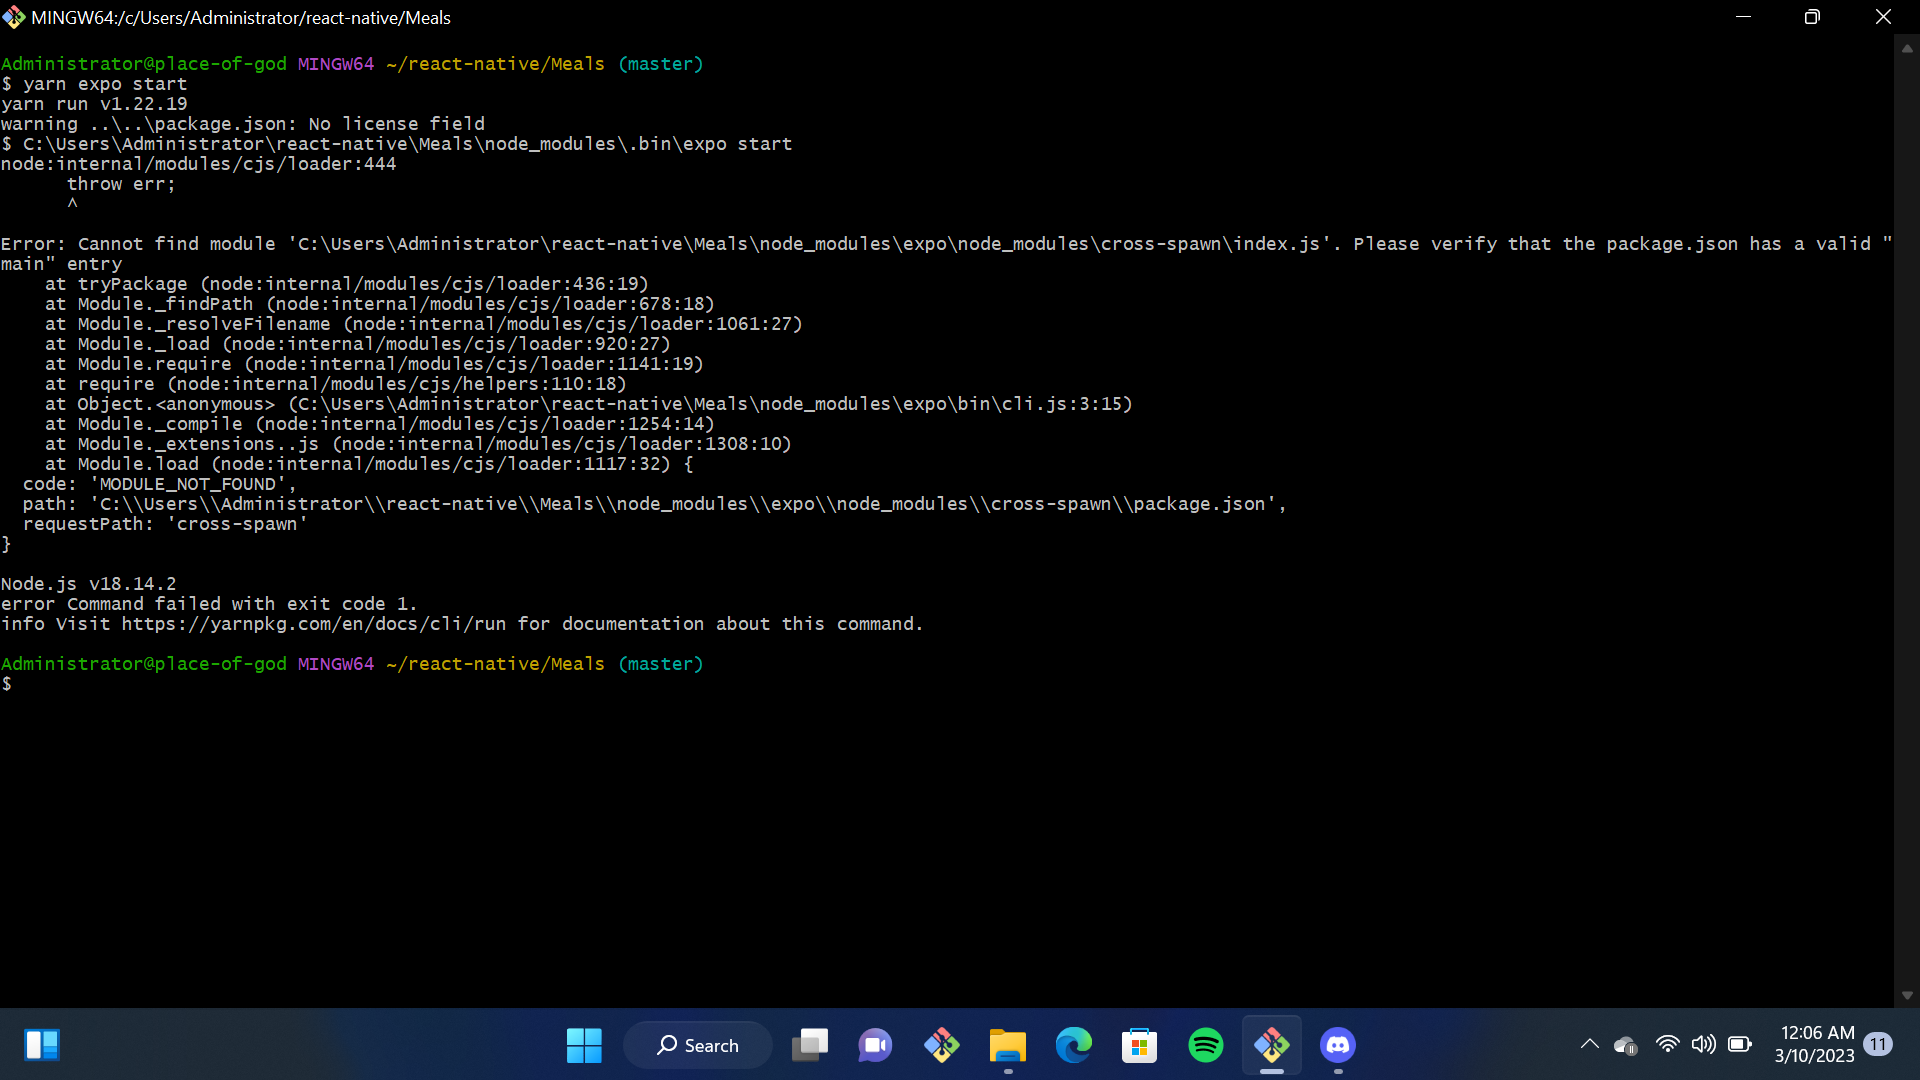 MINGW64:/c/Users/Administrator/react-native/Meals
Administrator@place-of-god MINGW64 ~/react-native/Meals (master)
$ yarn expo start
yarn run v1.22.19
warning ..\..\package.json: No license field
$ C:\Users\Administrator\react-native\Meals\node_modules\.bin\expo start
node:internal/modules/cjs/loader:444
      throw err;
      ^
Error: Cannot find module 'C:\Users\Administrator\react-native\Meals\node_modules\expo\node_modules\cross-spawn\index.js'. Please verify that the package.json has a valid "
main" entry
    at tryPackage (node:internal/modules/cjs/loader:436:19)
    at Module._findPath (node:internal/modules/cjs/loader:678:18)
    at Module._resolveFilename (node:internal/modules/cjs/loader:1061:27)
    at Module._load (node:internal/modules/cjs/loader:920:27)
    at Module.require (node:internal/modules/cjs/loader:1141:19)
    at require (node:internal/modules/cjs/helpers:110:18)
    at Object.<anonymous> (C:\Users\Administrator\react-native\Meals\node_modules\expo\bin\cli.js:3:15)
    at Module._compile (node:internal/modules/cjs/loader:1254:14)
    at Module._extensions..js (node:internal/modules/cjs/loader:1308:10)
    at Module.load (node:internal/modules/cjs/loader:1117:32) {
  code: 'MODULE_NOT_FOUND',
  path: 'C:\\Users\\Administrator\\react-native\\Meals\\node_modules\\expo\\node_modules\\cross-spawn\\package.json',
  requestPath: 'cross-spawn'
}
Node.js v18.14.2
error Command failed with exit code 1.
info Visit https://yarnpkg.com/en/docs/cli/run for documentation about this command.
Administrator@place-of-god MINGW64 ~/react-native/Meals (master)
$
Search
12:06 AM
3/10/2023
11